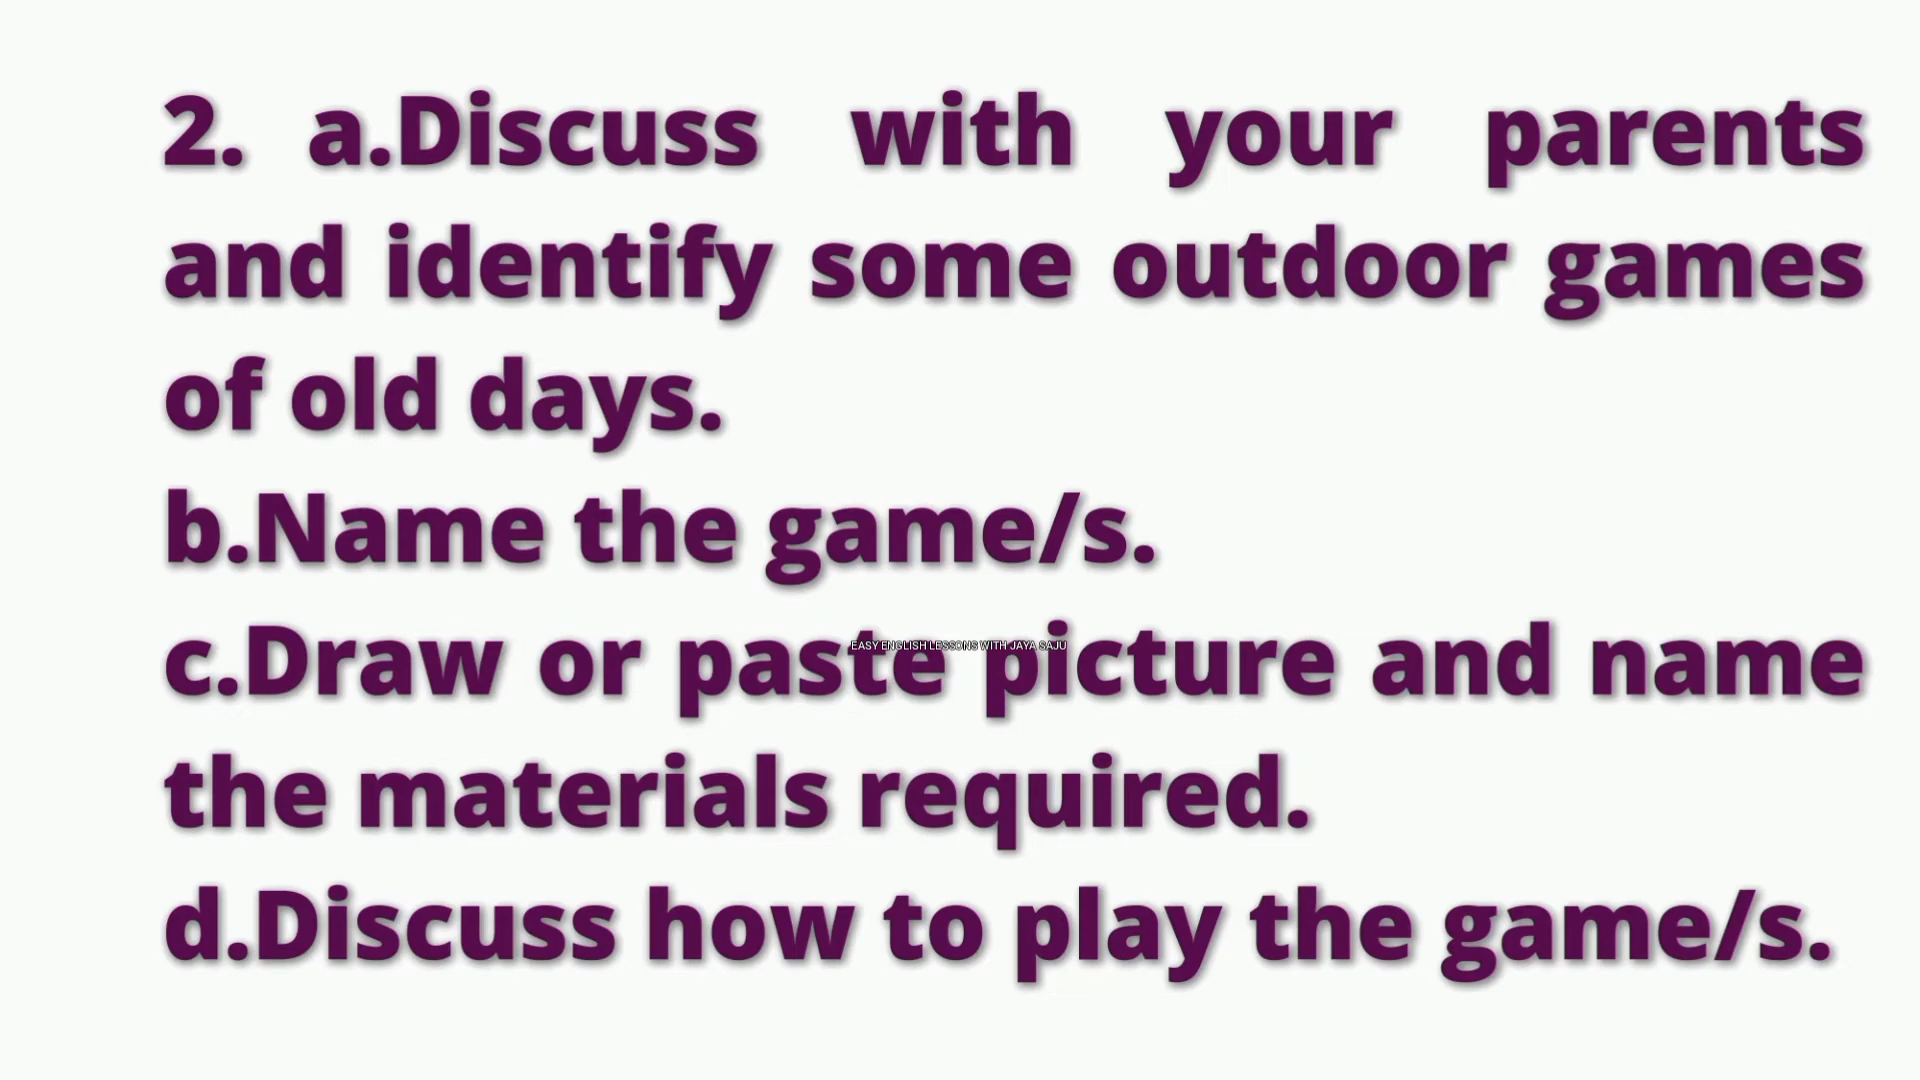 2. a.Discuss with your parents
and identify some outdoor games
of old days.
b.Name the game/s.
c.Draw or paste picture and name
EASY ENGLISH LESSONS WITH JAYA SAJU
the materials required.
d.Discuss how to play the game/s.